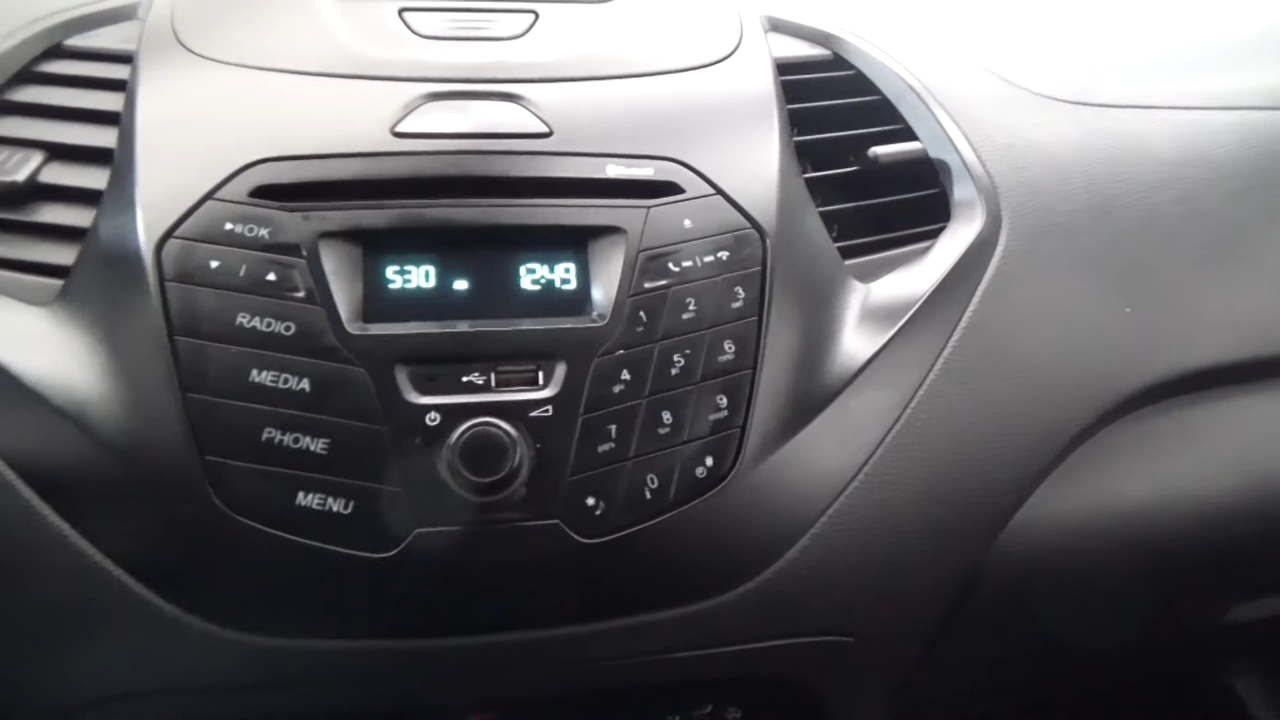 OK
530 12:49
RADIO
MEDIA
PHONE
MENU
1 2 3
4 5 6
7 8 9
* 0